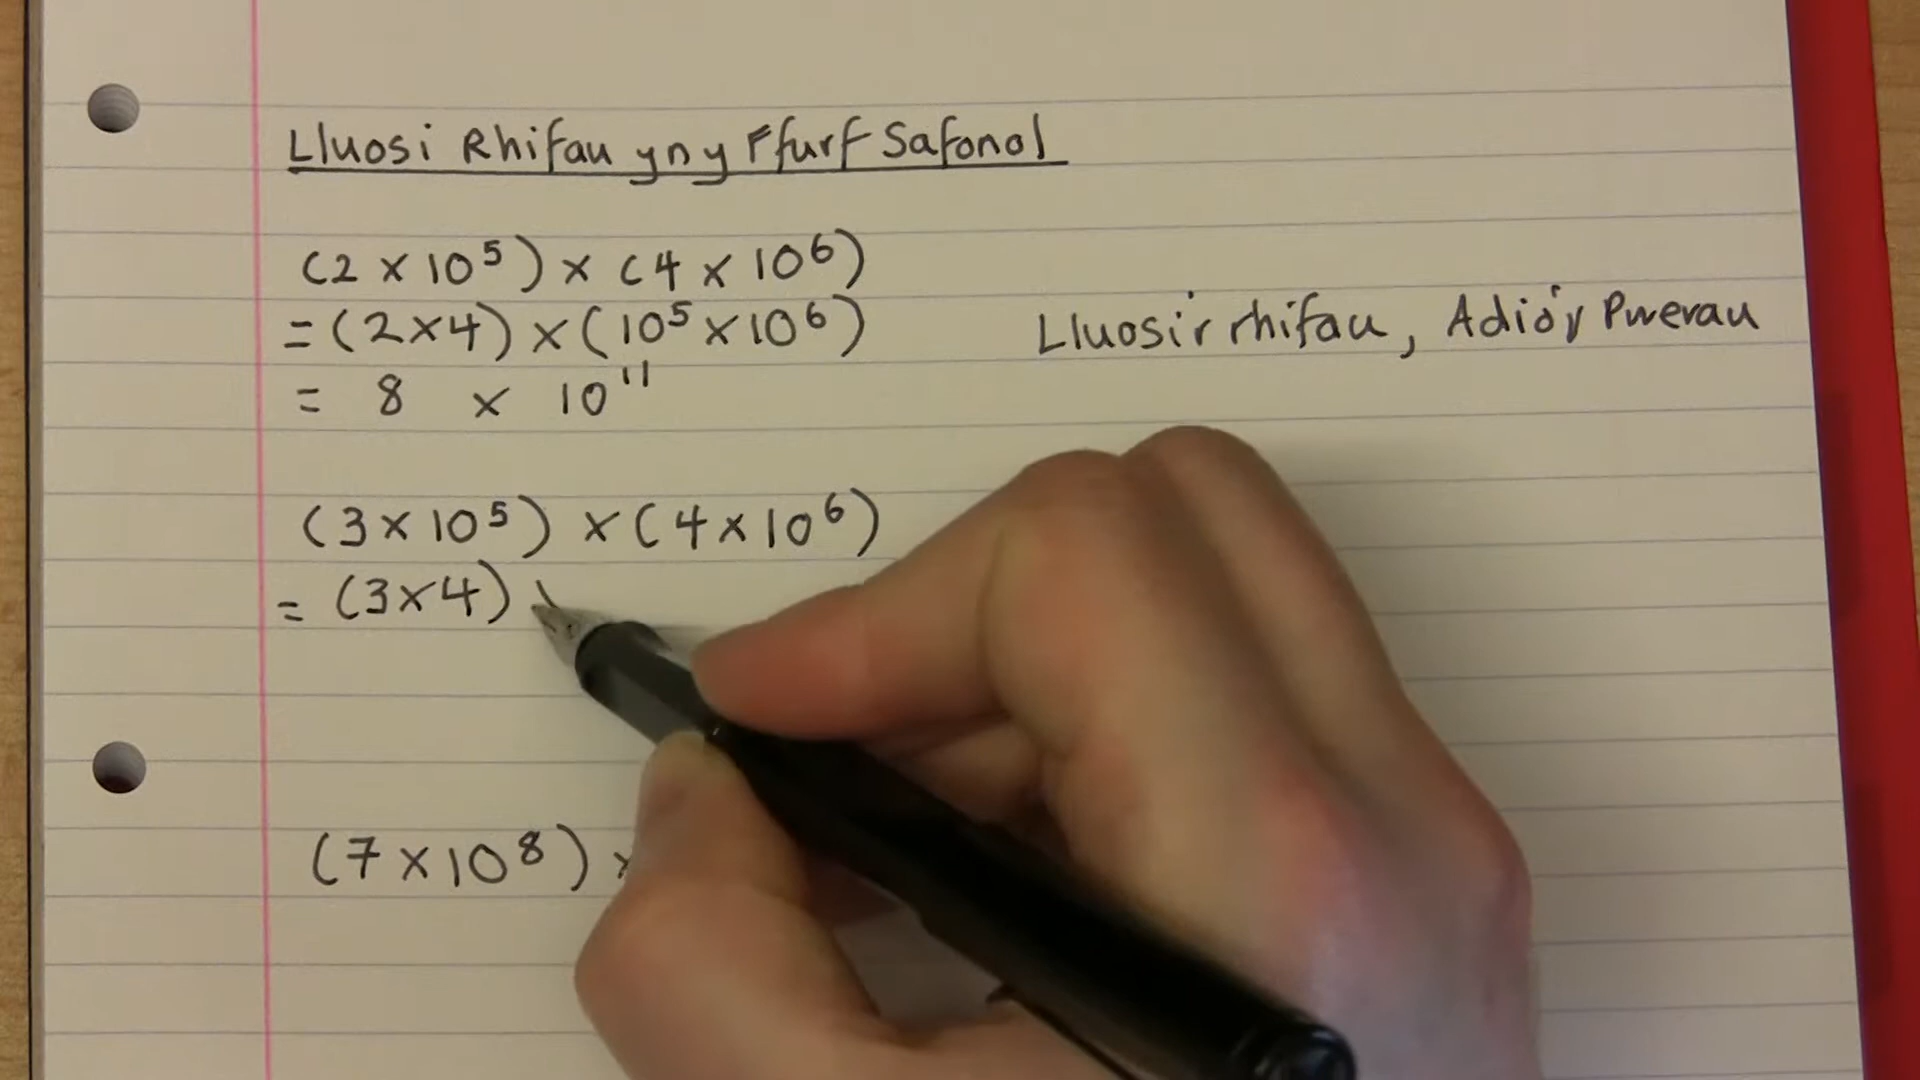 Lluosi Rhifau yn y Ffurf Safonol
(2 × 10⁵) × (4 × 10⁶)
= (2×4) × (10⁵ × 10⁶)
Lluosi'r rhifau, Adio'r Pwerau
= 8 × 10¹¹
(3 × 10⁵) × (4 × 10⁶)
= (3×4)
(7 × 10⁸) ×